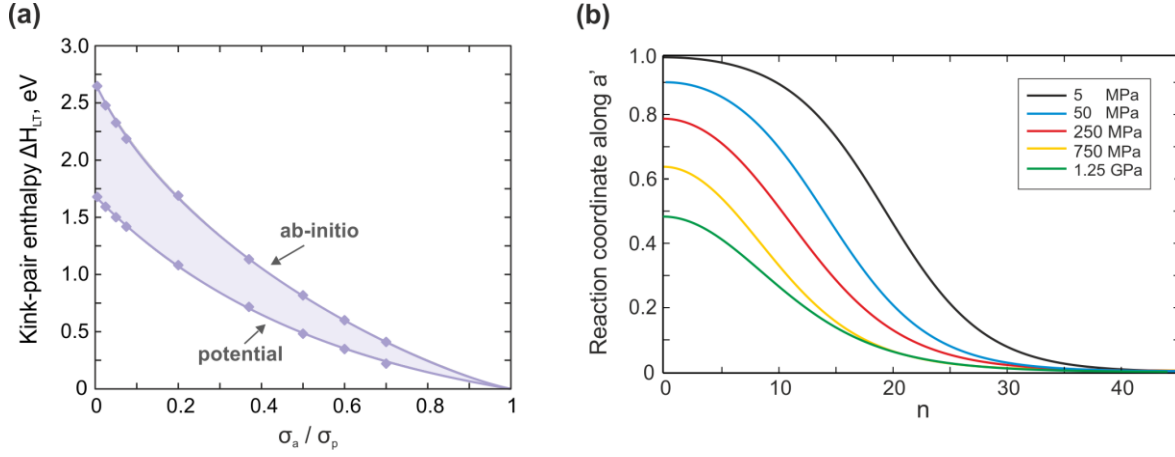 (a)
Kink-pair enthalpy ΔH_LT, eV
3.0
2.5
2.0
1.5
1.0
0.5
0
0
0.2
0.4
0.6
0.8
1
ab-initio
potential
σ_a / σ_p
(b)
Reaction coordinate along a'
1.0
0.8
0.6
0.4
0.2
0
0
10
20
30
40
n
5 MPa
50 MPa
250 MPa
750 MPa
1.25 GPa